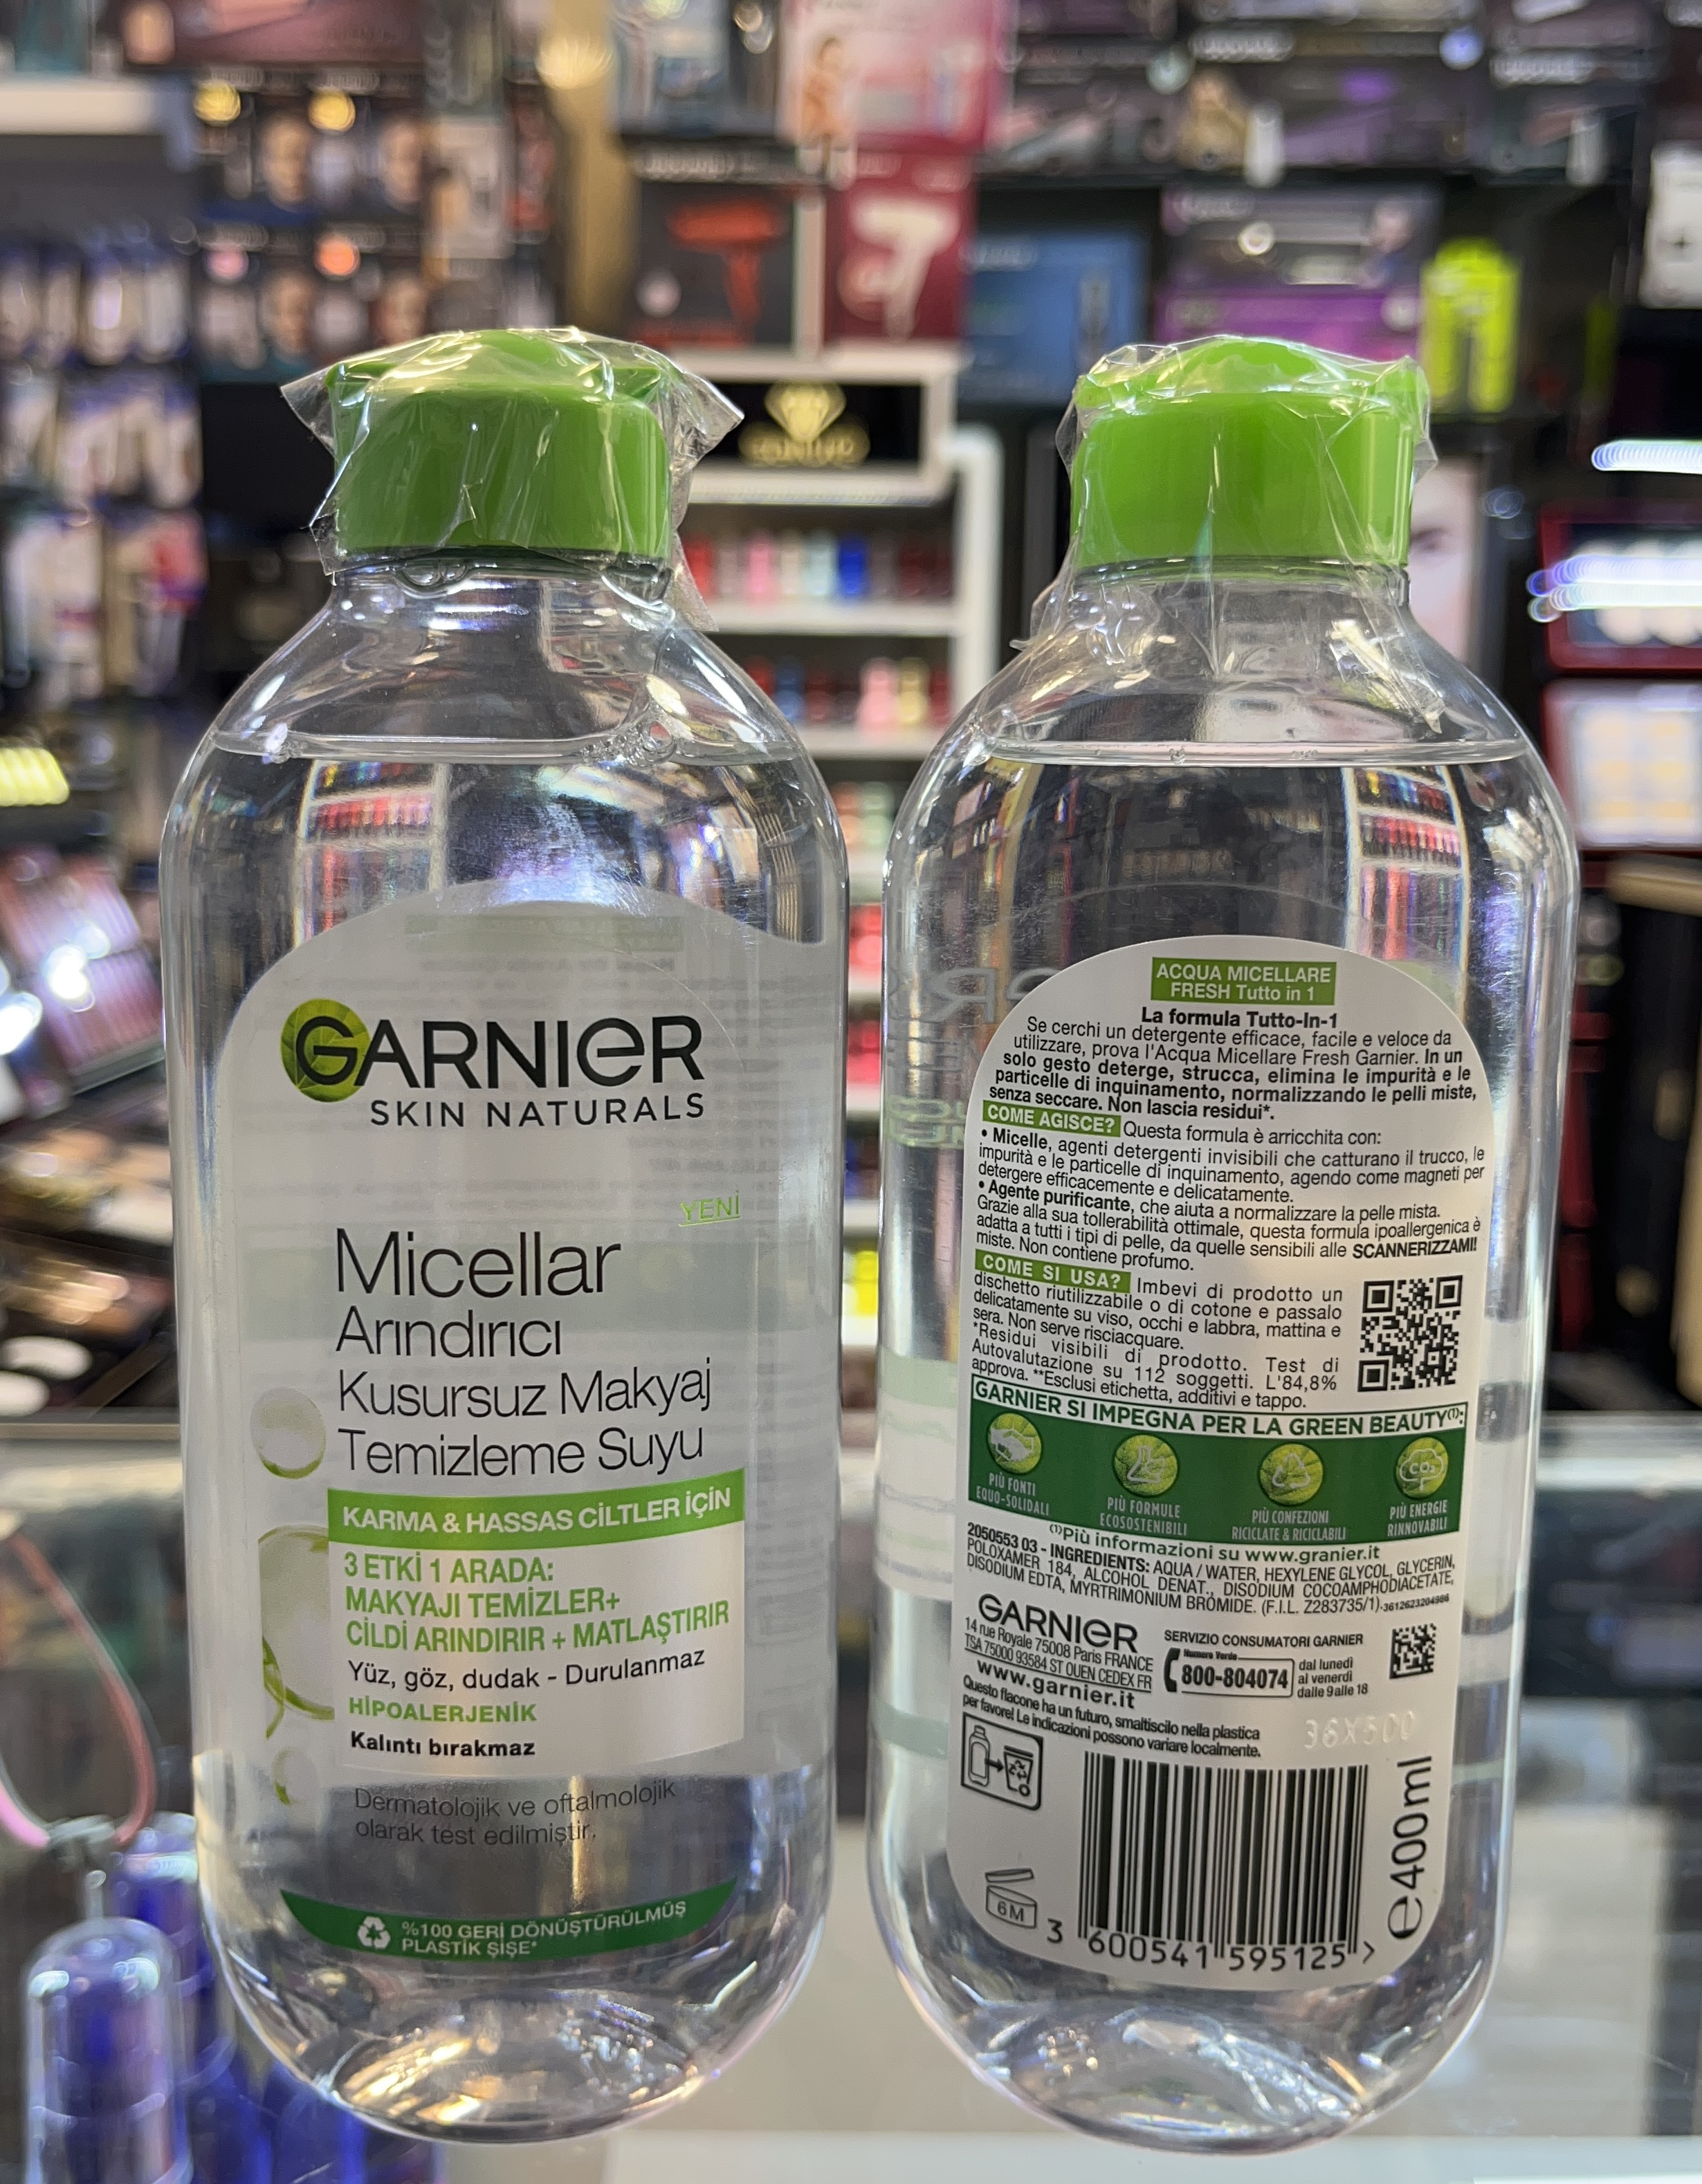 GARNIER
SKIN NATURALS
YENİ
Micellar
Arındırıcı
Kusursuz Makyaj
Temizleme Suyu
KARMA & HASSAS CİLTLER İÇİN
3 ETKİ 1 ARADA:
MAKYAJI TEMİZLER+
CİLDİ ARINDIRIR + MATLAŞTIRIR
Yüz, göz, dudak - Durulanmaz
HİPOALERJENİK
Kalıntı bırakmaz
Dermatolojik ve oftalmolojik
olarak test edilmiştir.
%100 GERİ DÖNÜŞTÜRÜLMÜŞ
PLASTİK ŞİŞE*
ACQUA MICELLARE
FRESH Tutto in 1
La formula Tutto-In-1
Se cerchi un detergente efficace, facile e veloce da
utilizzare, prova l'Acqua Micellare Fresh Garnier. In un
solo gesto deterge, strucca, elimina le impurità e le
particelle di inquinamento, normalizzando le pelli miste,
senza seccare. Non lascia residui*.
COME AGISCE? Questa formula è arricchita con:
• Micelle, agenti detergenti invisibili che catturano il trucco, le
impurità e le particelle di inquinamento, agendo come magneti per
detergere efficacemente e delicatamente.
• Agente purificante, che aiuta a normalizzare la pelle mista.
Grazie alla sua tollerabilità ottimale, questa formula ipoallergenica è
adatta a tutti i tipi di pelle, da quelle sensibili alle SCANNERIZZAMI!
miste. Non contiene profumo.
COME SI USA? Imbevi di prodotto un
dischetto riutilizzabile o di cotone e passalo
delicatamente su viso, occhi e labbra, mattina e
sera. Non serve risciacquare.
*Residui visibili di prodotto. Test di
Autovalutazione su 112 soggetti. L'84,8%
approva. **Esclusi etichetta, additivi e tappo.
GARNIER SI IMPEGNA PER LA GREEN BEAUTY(1):
PIÙ FONTI
EQUO-SOLIDALI
PIÙ FORMULE
ECOSOSTENIBILI
PIÙ CONFEZIONI
RICICLATE & RICICLABILI
CO2
PIÙ ENERGIE
RINNOVABILI
(1)Più informazioni su www.granier.it
2050553 03 - INGREDIENTS: AQUA / WATER, HEXYLENE GLYCOL, GLYCERIN,
POLOXAMER 184, ALCOHOL DENAT., DISODIUM COCOAMPHODIACETATE,
DISODIUM EDTA, MYRTRIMONIUM BROMIDE. (F.I.L. Z283735/1).3612623204986
GARNIER
14 rue Royale 75008 Paris FRANCE
TSA 75000 93584 ST OUEN CEDEX FR
www.garnier.it
SERVIZIO CONSUMATORI GARNIER
Numero Verde
800-804074
dal lunedì
al venerdì
dalle 9 alle 18
Questo flacone ha un futuro, smaltiscilo nella plastica
per favore! Le indicazioni possono variare localmente.
36X500
6M
3 600541 595125 >
e400ml